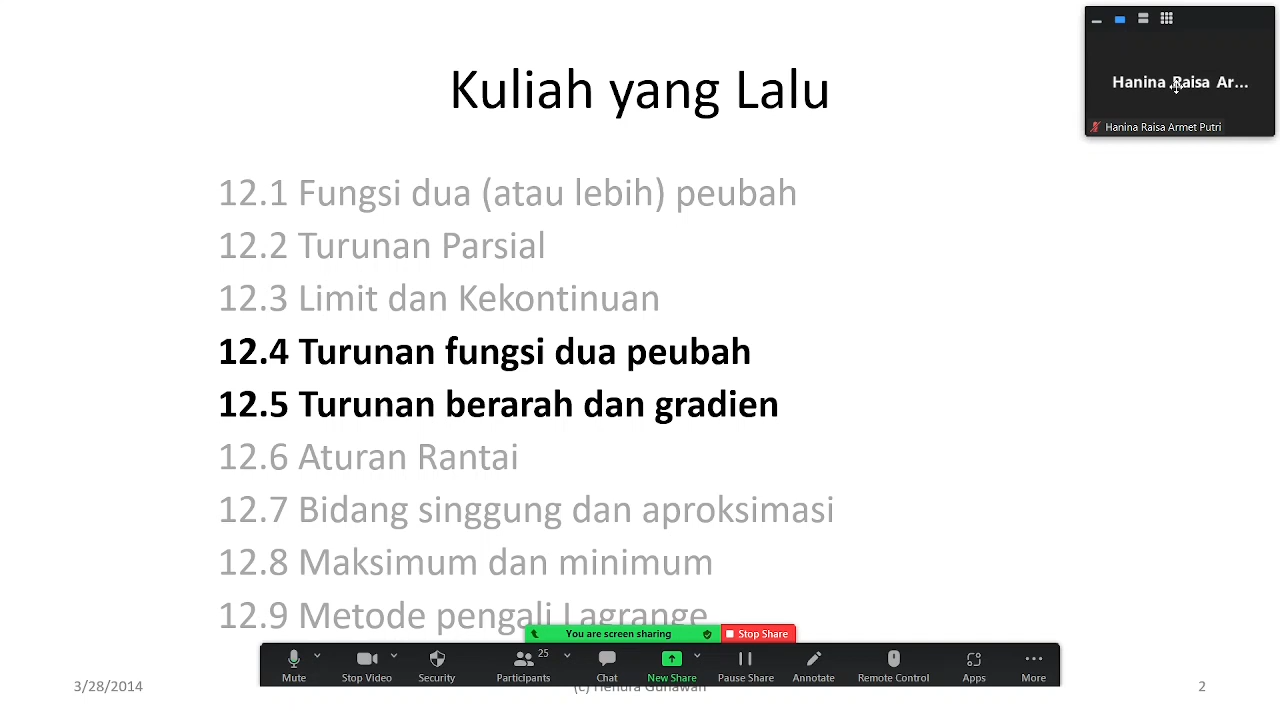 Kuliah yang Lalu
Hanina Raisa Ar...
Hanina Raisa Armet Putri
12.1 Fungsi dua (atau lebih) peubah
12.2 Turunan Parsial
12.3 Limit dan Kekontinuan
12.4 Turunan fungsi dua peubah
12.5 Turunan berarah dan gradien
12.6 Aturan Rantai
12.7 Bidang singgung dan aproksimasi
12.8 Maksimum dan minimum
12.9 Metode pengali Lagrange
You are screen sharing Stop Share
25
Mute Stop Video Security Participants Chat New Share Pause Share Annotate Remote Control Apps More
3/28/2014 (c) Hendra Gunawan 2